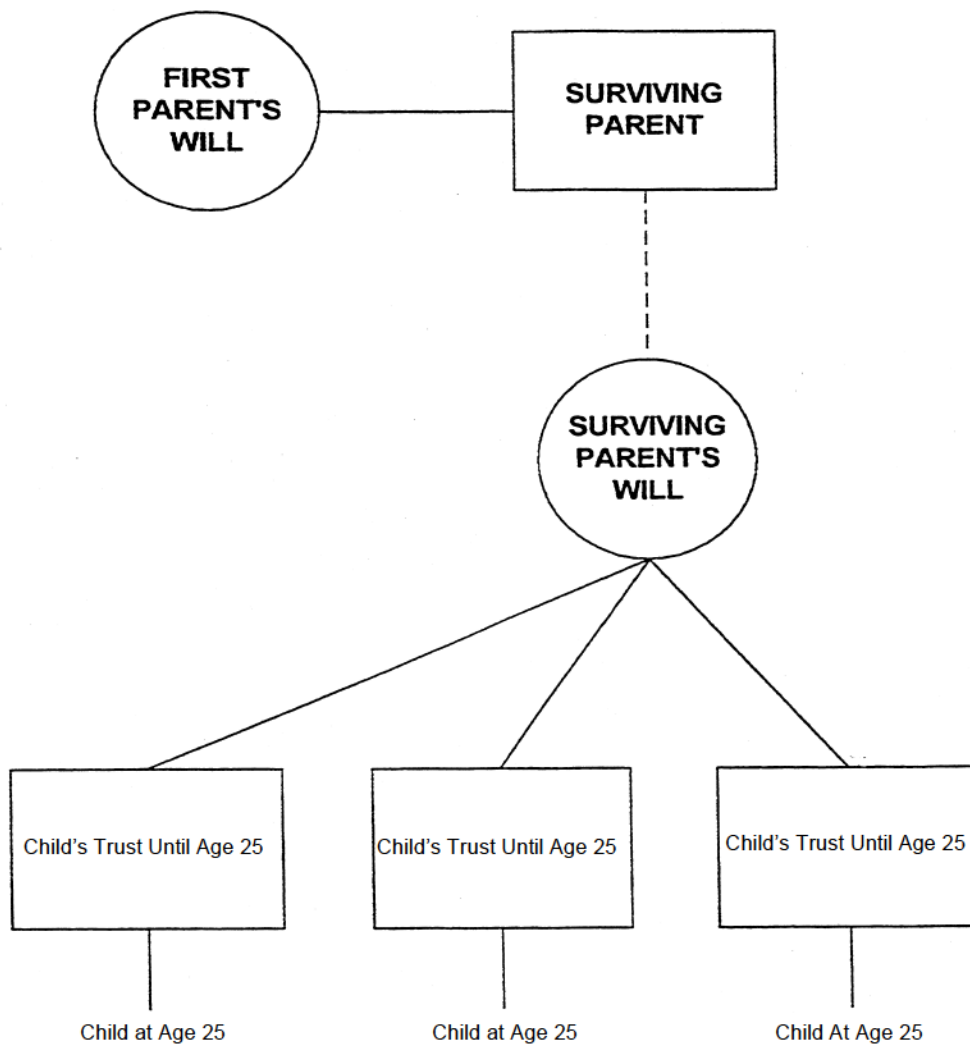 FIRST
PARENT'S
WILL
SURVIVING
PARENT
SURVIVING
PARENT'S
WILL
Child’s Trust Until Age 25
Child’s Trust Until Age 25
Child’s Trust Until Age 25
Child at Age 25
Child at Age 25
Child At Age 25